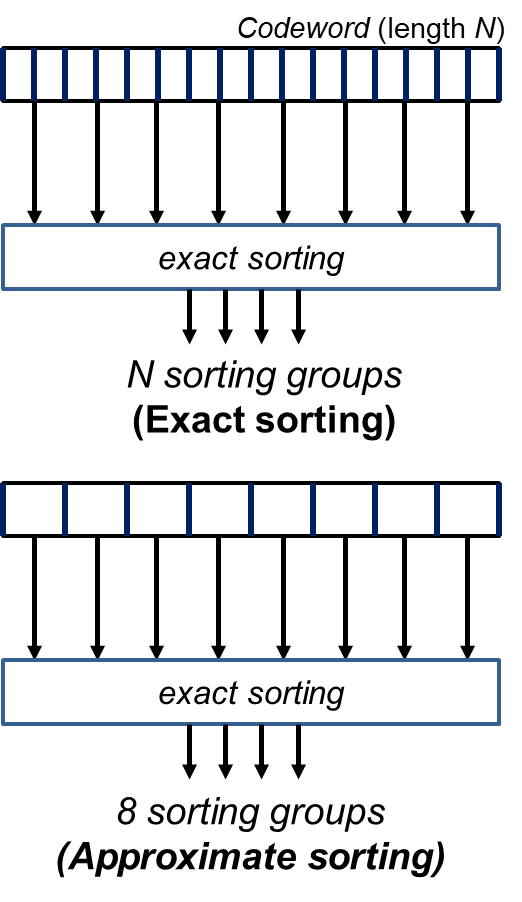 Codeword (length N)
exact sorting
N sorting groups
(Exact sorting)
exact sorting
8 sorting groups
(Approximate sorting)